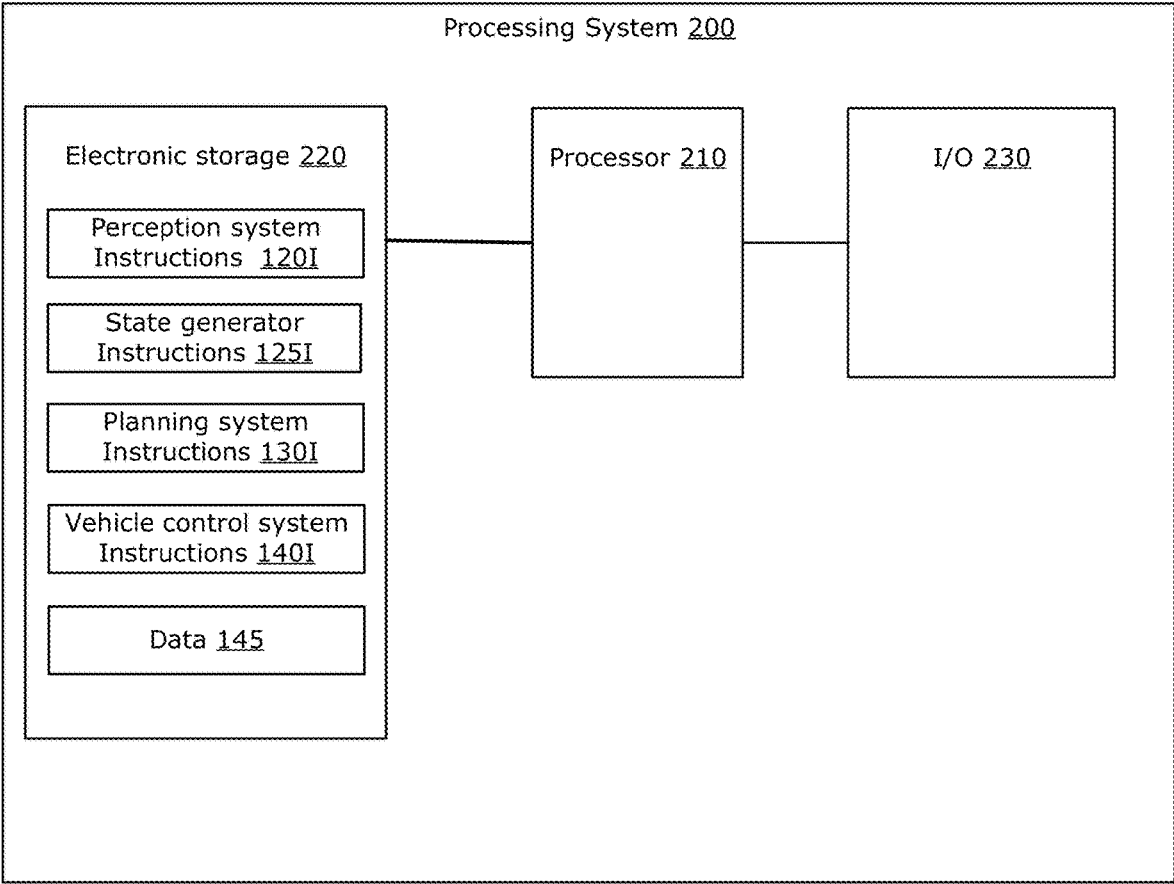 Processing System 200
Electronic storage 220
Perception system
Instructions 120I
State generator
Instructions 125I
Planning system
Instructions 130I
Vehicle control system
Instructions 140I
Data 145
Processor 210
I/O 230